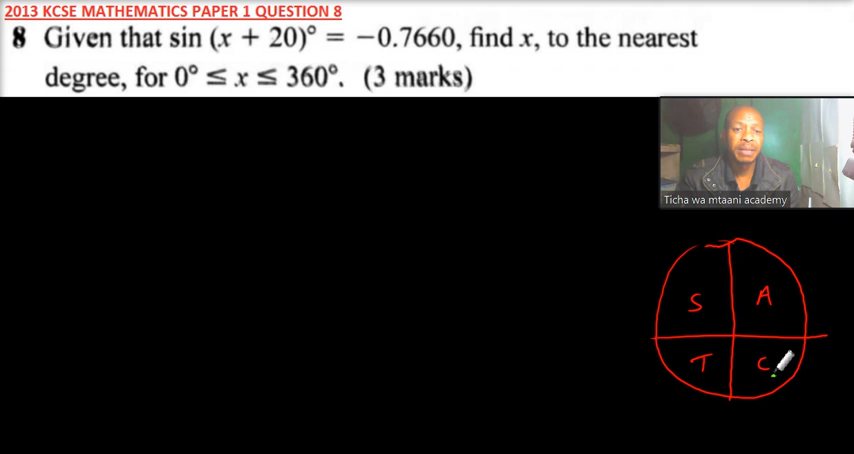 2013 KCSE MATHEMATICS PAPER 1 QUESTION 8
8 Given that sin (x + 20)° = −0.7660, find x, to the nearest
degree, for 0° ≤ x ≤ 360°. (3 marks)
Ticha wa mtaani academy
S A
T C